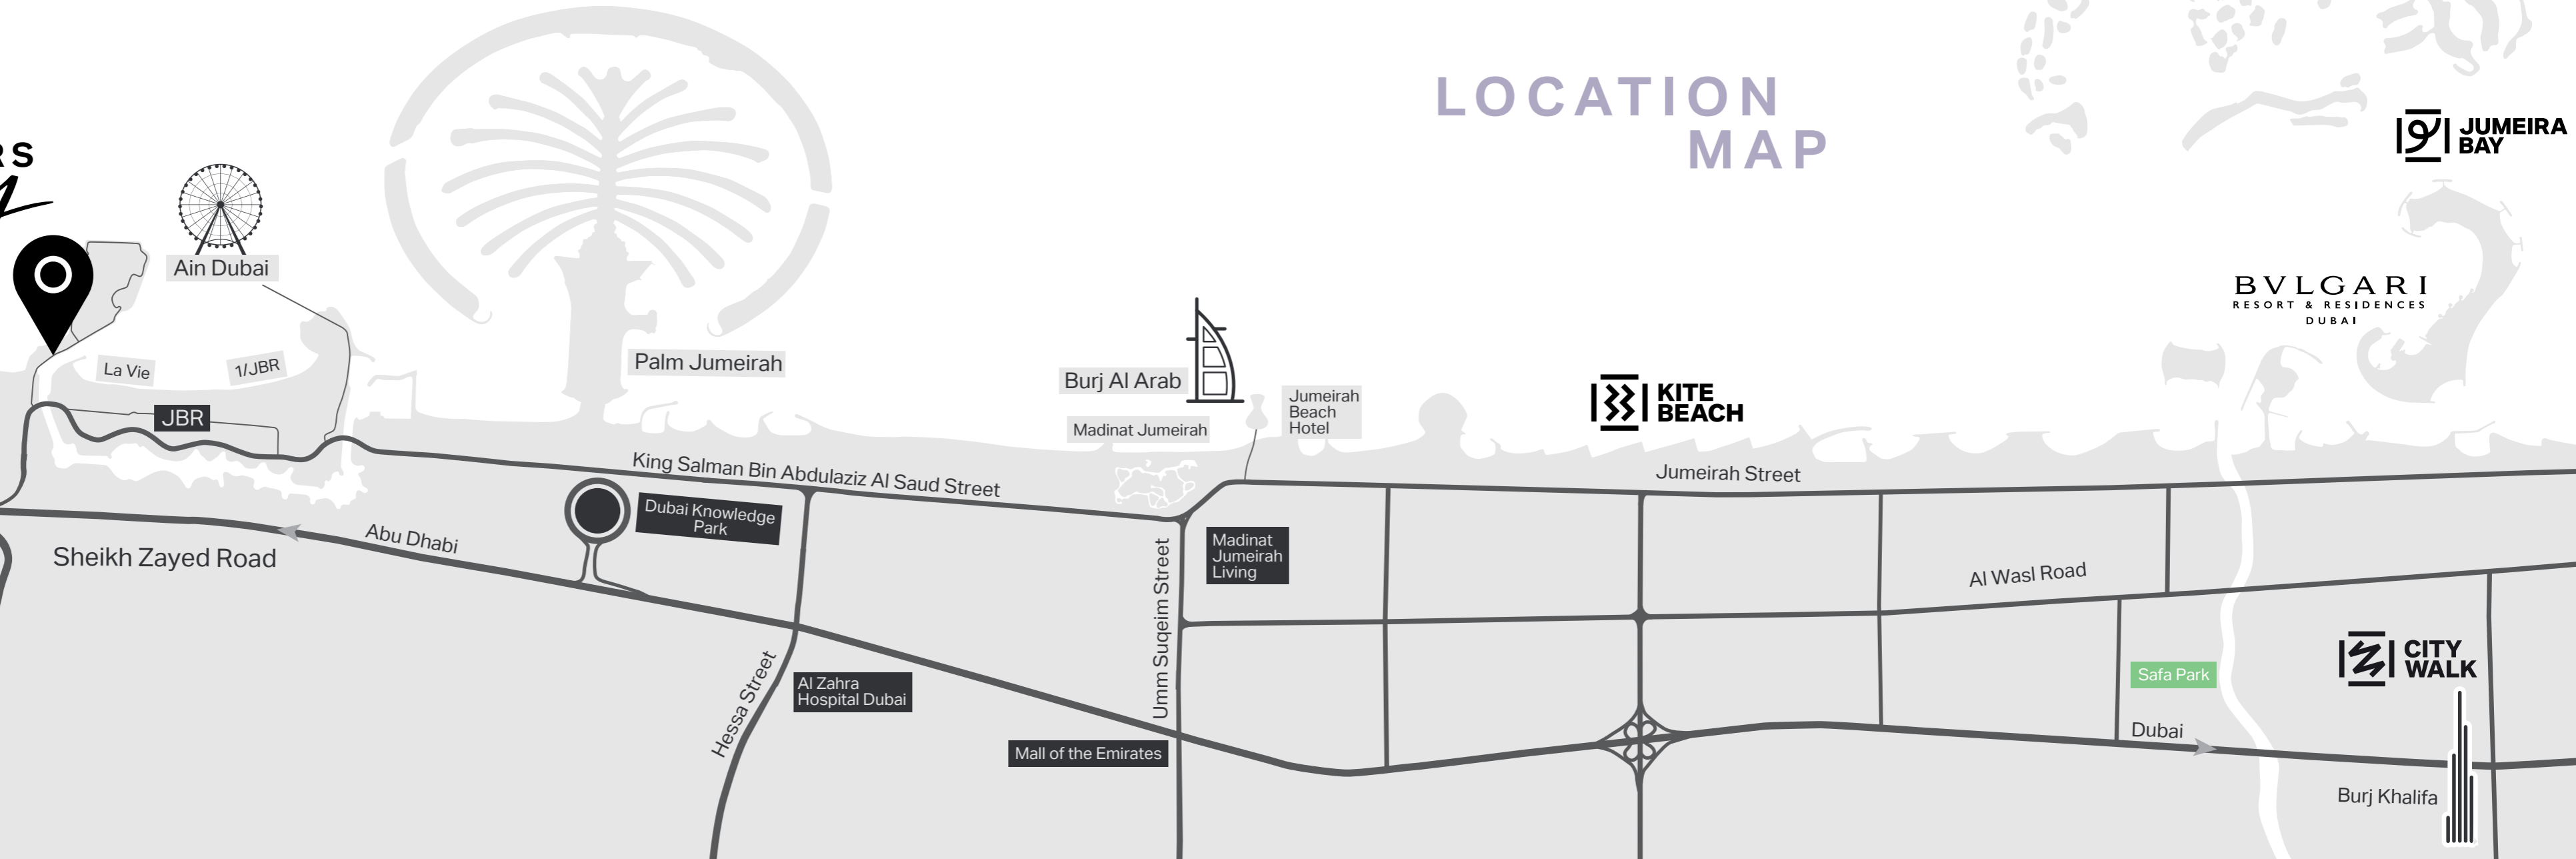 LOCATION
MAP
RS
JUMEIRA
BAY
Ain Dubai
BVLGARI
RESORT & RESIDENCES
DUBAI
La Vie
1/JBR
Palm Jumeirah
Burj Al Arab
Jumeirah
Beach
Hotel
KITE
BEACH
JBR
Madinat Jumeirah
King Salman Bin Abdulaziz Al Saud Street
Jumeirah Street
Dubai Knowledge
Park
Abu Dhabi
Sheikh Zayed Road
Umm Suqeim Street
Madinat
Jumeirah
Living
Al Wasl Road
Hessa Street
Al Zahra
Hospital Dubai
Safa Park
CITY
WALK
Mall of the Emirates
Dubai
Burj Khalifa